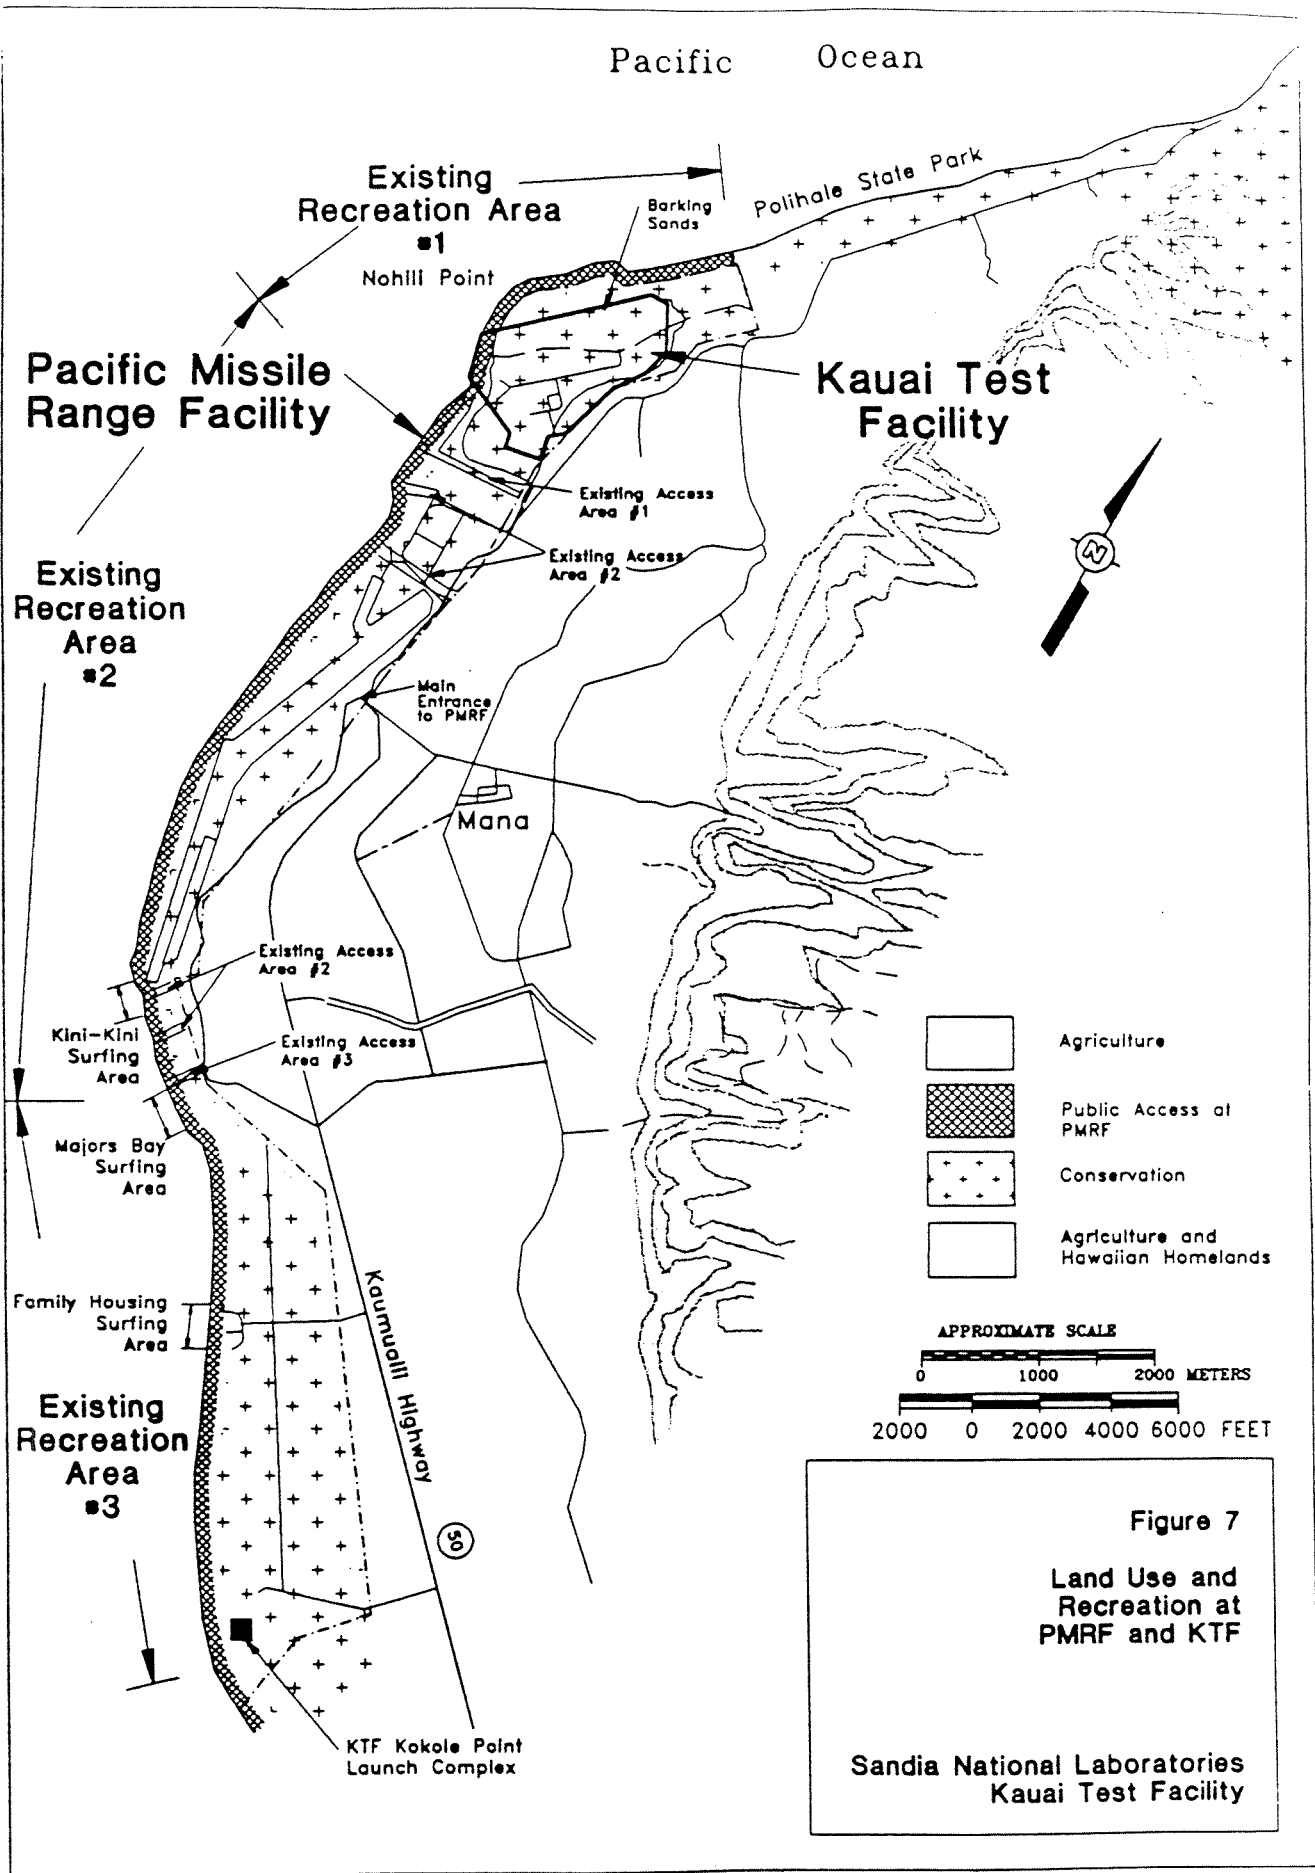 Pacific Ocean
Existing
Recreation Area
#1
Nohili Point
Barking
Sands
Polihale State Park
Pacific Missile
Range Facility
Kauai Test
Facility
Existing Access
Area #1
Existing Access
Area #2
N
Existing
Recreation
Area
#2
Main
Entrance
to PMRF
Mana
Existing Access
Area #2
Kini-Kini
Surfing
Area
Existing Access
Area #3
Majors Bay
Surfing
Area
Agriculture
Public Access at
PMRF
Conservation
Agriculture and
Hawaiian Homelands
Family Housing
Surfing
Area
Kaumualii Highway
50
APPROXIMATE SCALE
0 1000 2000 METERS
2000 0 2000 4000 6000 FEET
Existing
Recreation
Area
#3
KTF Kokole Point
Launch Complex
Figure 7
Land Use and
Recreation at
PMRF and KTF
Sandia National Laboratories
Kauai Test Facility